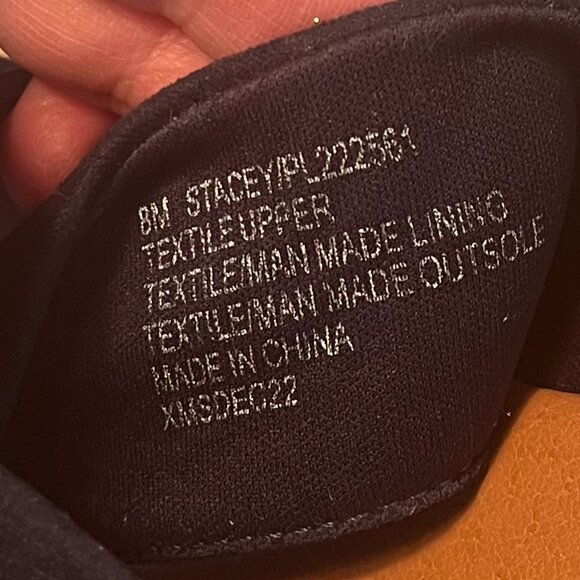 8M STACEY/PL222561
TEXTILE UPPER
TEXTILE/MAN MADE LINING
TEXTILE/MAN MADE OUTSOLE
MADE IN CHINA
XMSDEC22